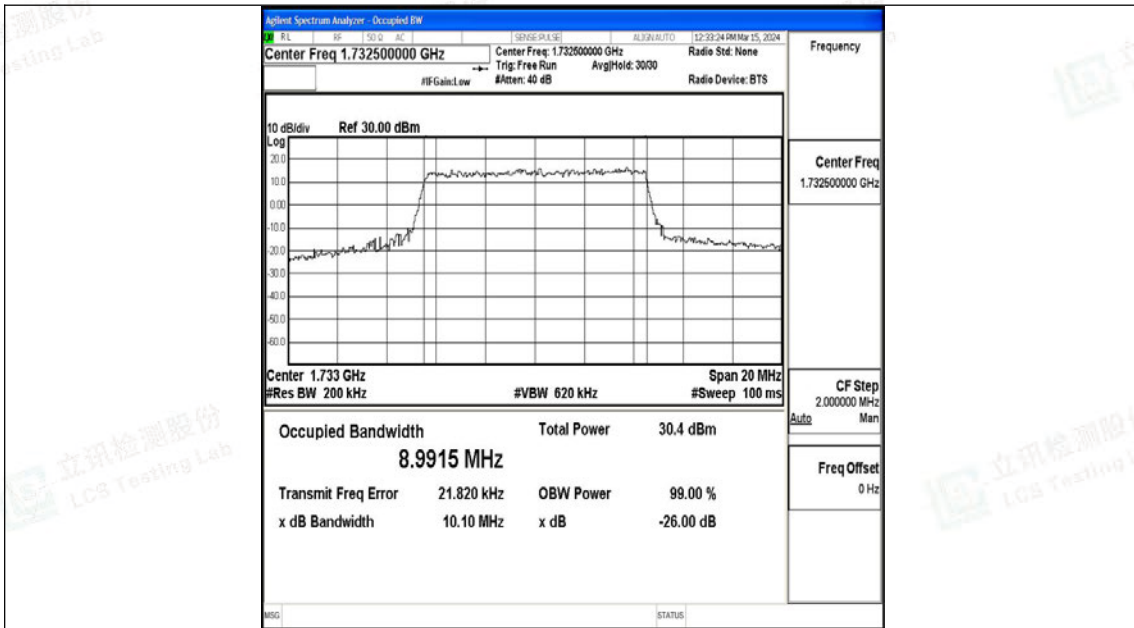 Agilent Spectrum Analyzer - Occupied BW
RL RF 50 Ω AC SENSE:PULSE ALIGNAUTO 12:33:24 PM Mar 15, 2024
Center Freq 1.732500000 GHz
Center Freq: 1.732500000 GHz
Radio Std: None
Trig: Free Run
Avg|Hold: 30/30
#IFGain:Low
#Atten: 40 dB
Radio Device: BTS
Frequency
10 dB/div
Ref 30.00 dBm
Log
20.0
10.0
0.00
-10.0
-20.0
-30.0
-40.0
-50.0
-60.0
Center Freq
1.732500000 GHz
Center 1.733 GHz
Span 20 MHz
#Res BW 200 kHz
#VBW 620 kHz
#Sweep 100 ms
CF Step
2.000000 MHz
Auto Man
Occupied Bandwidth
Total Power 30.4 dBm
8.9915 MHz
Transmit Freq Error 21.820 kHz
OBW Power 99.00 %
x dB Bandwidth 10.10 MHz
x dB -26.00 dB
Freq Offset
0 Hz
MSG
STATUS
立讯检测股份
LCS Testing Lab